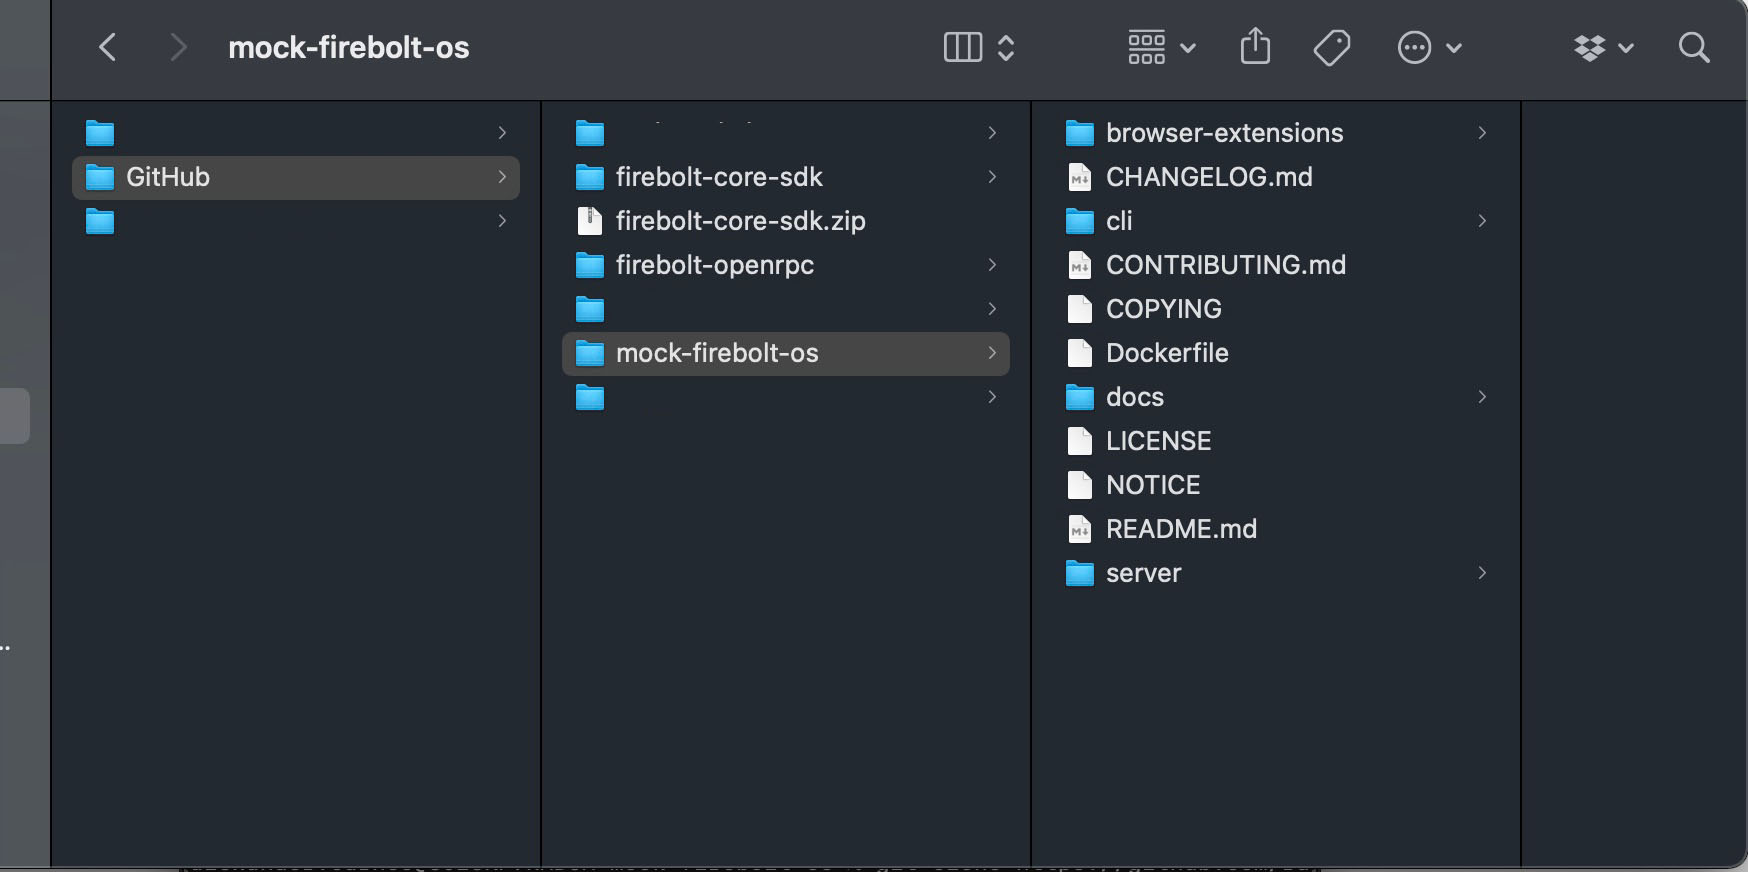 mock-firebolt-os
GitHub
firebolt-core-sdk
firebolt-core-sdk.zip
firebolt-openrpc
mock-firebolt-os
browser-extensions
CHANGELOG.md
cli
CONTRIBUTING.md
COPYING
Dockerfile
docs
LICENSE
NOTICE
README.md
server